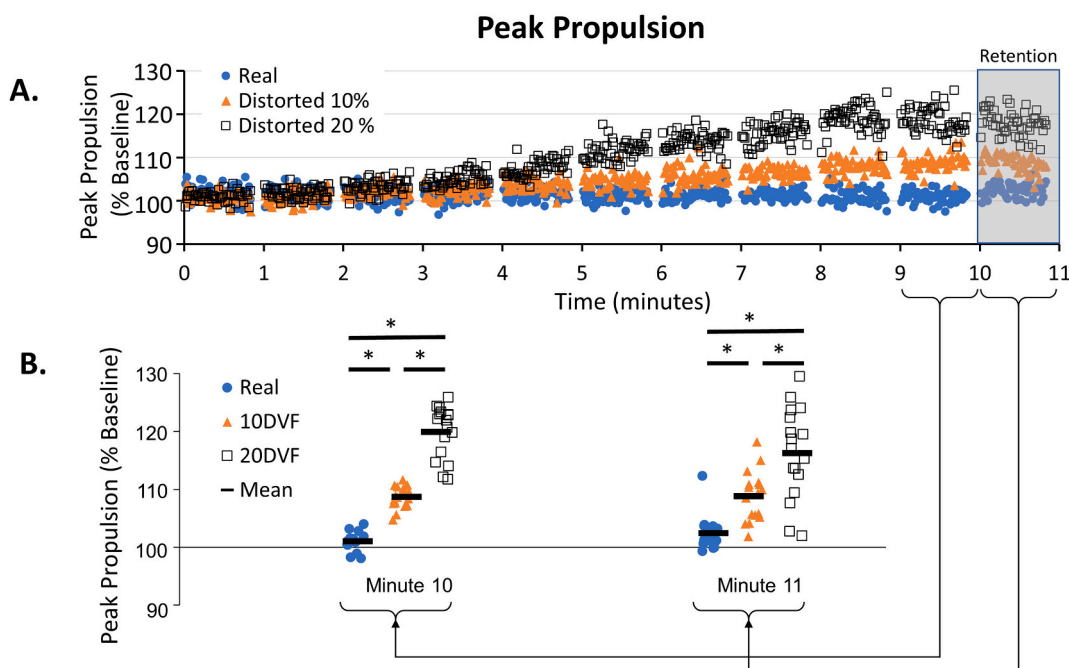 Peak Propulsion
A.
Peak Propulsion
(% Baseline)
130
120
110
100
90
Real
Distorted 10%
Distorted 20 %
Retention
0 1 2 3 4 5 6 7 8 9 10 11
Time (minutes)
B.
Peak Propulsion (% Baseline)
130
120
110
100
90
Real
10DVF
20DVF
Mean
* * *
* * *
Minute 10
Minute 11